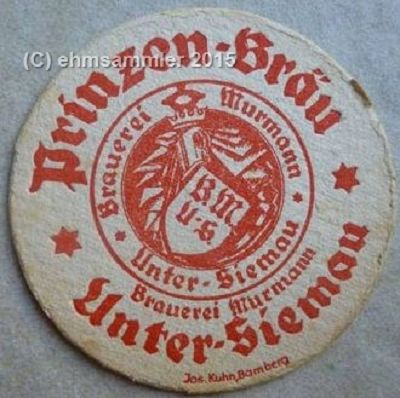 (C) ehmsammler 2015
Prinzen-Bräu
Brauerei Murmann
B M
U-S
Unter-Siemau
Brauerei Murmann
Unter-Siemau
Jos. Kuhn, Bamberg